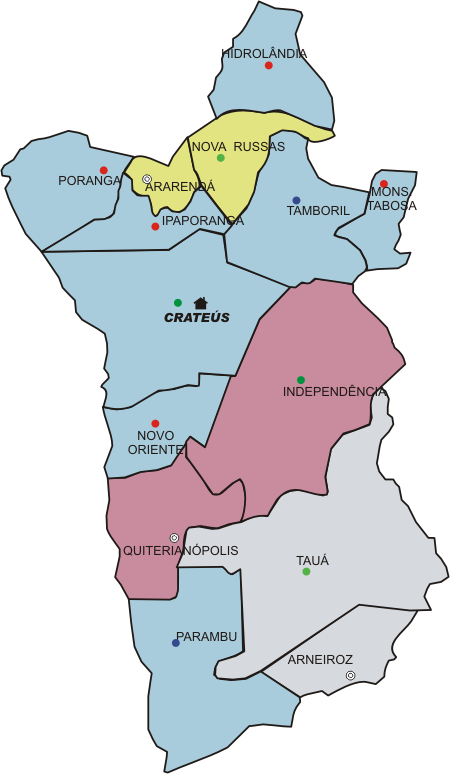 HIDROLÂNDIA
NOVA RUSSAS
PORANGA
ARARENDÁ
MONS.
TABOSA
TAMBORIL
IPAPORANGA
CRATEÚS
INDEPENDÊNCIA
NOVO
ORIENTE
QUITERIANÓPOLIS
TAUÁ
PARAMBU
ARNEIROZ